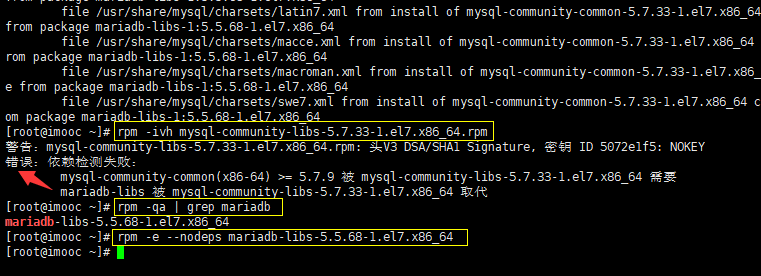 from package mariadb-libs-1:5.5.68-1.el7.x86_64
        file /usr/share/mysql/charsets/latin7.xml from install of mysql-community-common-5.7.33-1.el7.x86_64
from package mariadb-libs-1:5.5.68-1.el7.x86_64
        file /usr/share/mysql/charsets/macce.xml from install of mysql-community-common-5.7.33-1.el7.x86_64
rom package mariadb-libs-1:5.5.68-1.el7.x86_64
        file /usr/share/mysql/charsets/macroman.xml from install of mysql-community-common-5.7.33-1.el7.x86_
e from package mariadb-libs-1:5.5.68-1.el7.x86_64
        file /usr/share/mysql/charsets/swe7.xml from install of mysql-community-common-5.7.33-1.el7.x86_64 c
om package mariadb-libs-1:5.5.68-1.el7.x86_64
[root@imooc ~]# rpm -ivh mysql-community-libs-5.7.33-1.el7.x86_64.rpm
警告：mysql-community-libs-5.7.33-1.el7.x86_64.rpm: 头V3 DSA/SHA1 Signature, 密钥 ID 5072e1f5: NOKEY
错误：依赖检测失败：
        mysql-community-common(x86-64) >= 5.7.9 被 mysql-community-libs-5.7.33-1.el7.x86_64 需要
        mariadb-libs 被 mysql-community-libs-5.7.33-1.el7.x86_64 取代
[root@imooc ~]# rpm -qa | grep mariadb
mariadb-libs-5.5.68-1.el7.x86_64
[root@imooc ~]# rpm -e --nodeps mariadb-libs-5.5.68-1.el7.x86_64
[root@imooc ~]#